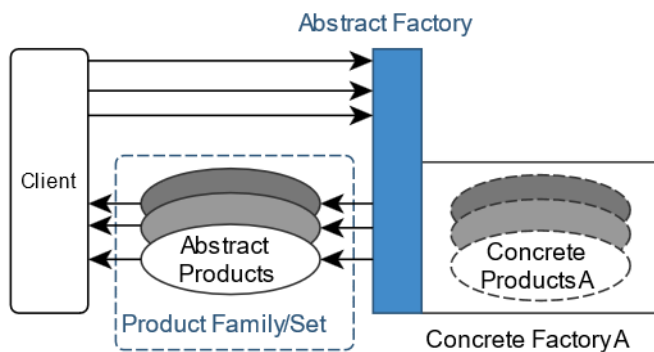 Abstract Factory
Client
Abstract
Products
Concrete
Products A
Product Family/Set
Concrete Factory A